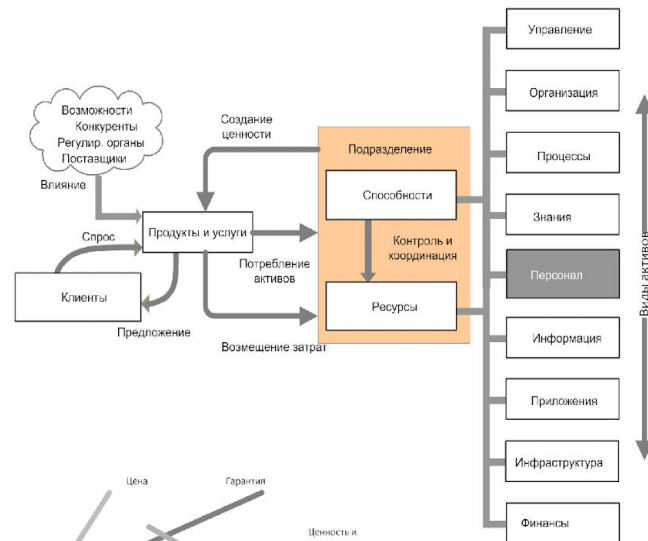 Возможности
Конкуренты
Регулир. органы
Поставщики
Влияние
Спрос
Клиенты
Предложение
Продукты и услуги
Создание
ценности
Потребление
активов
Возмещение затрат
Подразделение
Способности
Контроль и
координация
Ресурсы
Управление
Организация
Процессы
Знания
Персонал
Информация
Приложения
Инфраструктура
Финансы
Виды активов
Цена
Гарантия
Ценность и